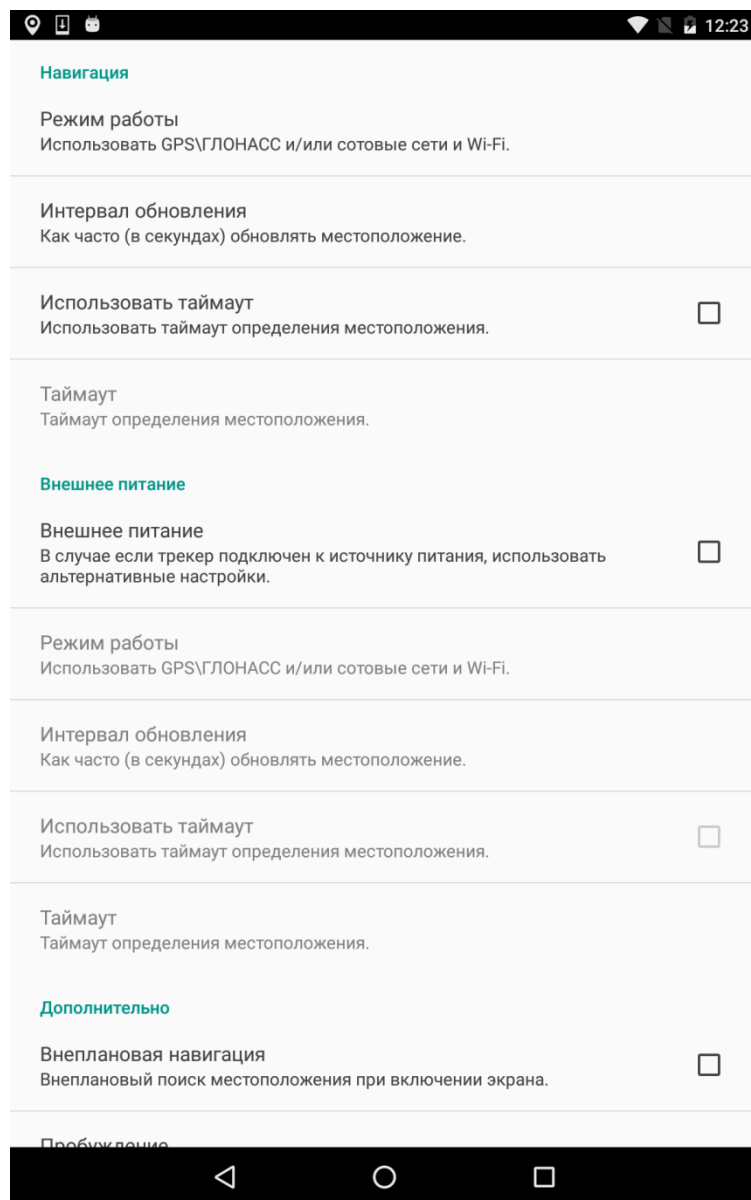 12:23
Навигация
Режим работы
Использовать GPS\ГЛОНАСС и/или сотовые сети и Wi-Fi.
Интервал обновления
Как часто (в секундах) обновлять местоположение.
Использовать таймаут
Использовать таймаут определения местоположения.
Таймаут
Таймаут определения местоположения.
Внешнее питание
Внешнее питание
В случае если трекер подключен к источнику питания, использовать
альтернативные настройки.
Режим работы
Использовать GPS\ГЛОНАСС и/или сотовые сети и Wi-Fi.
Интервал обновления
Как часто (в секундах) обновлять местоположение.
Использовать таймаут
Использовать таймаут определения местоположения.
Таймаут
Таймаут определения местоположения.
Дополнительно
Внеплановая навигация
Внеплановый поиск местоположения при включении экрана.
Пробуждение